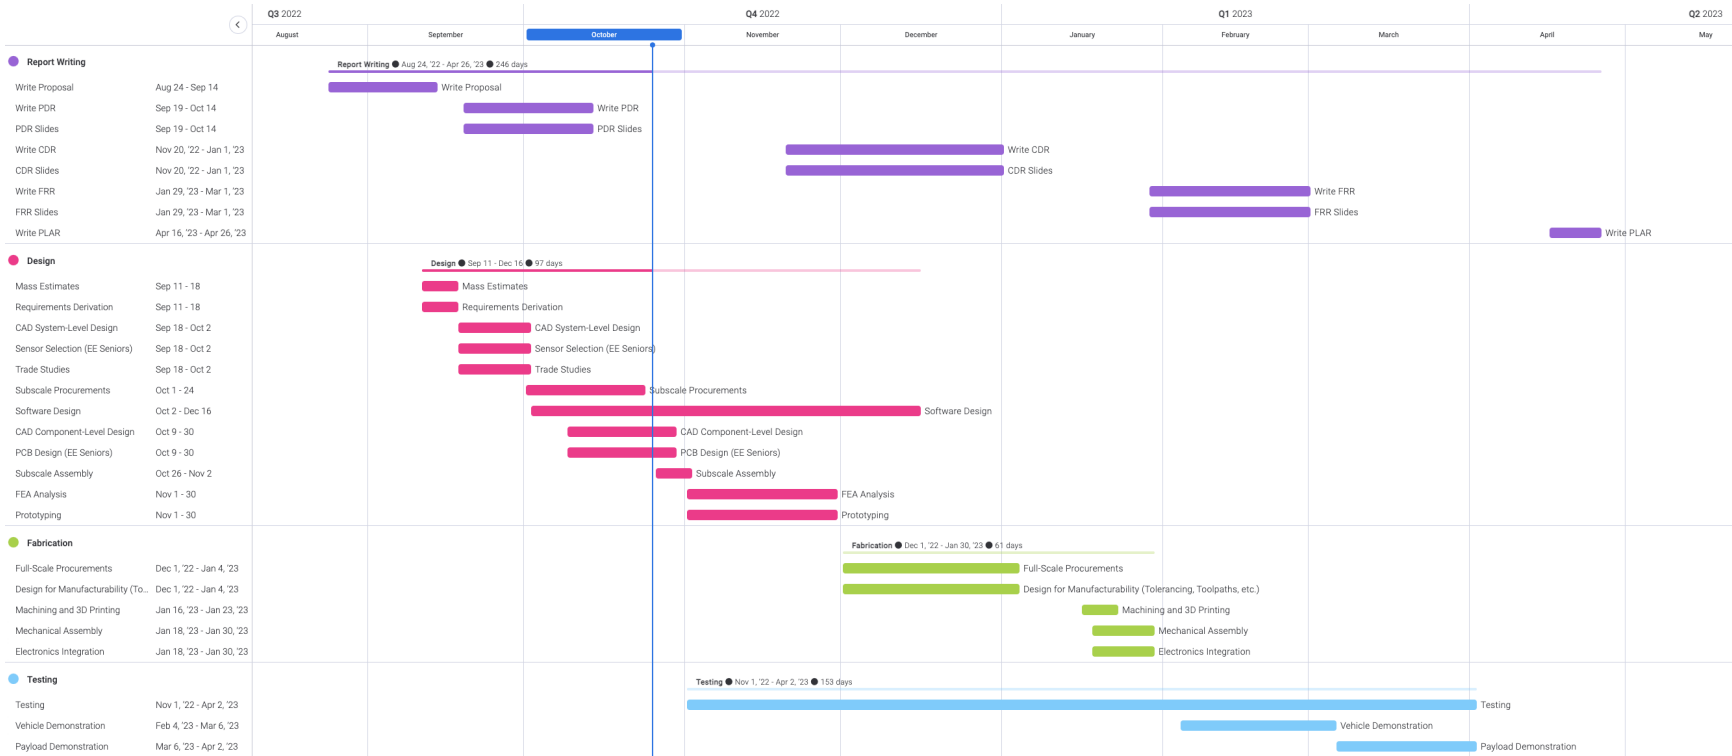 Q3 2022 Q4 2022 Q1 2023 Q2 2023
August September October November December January February March April May
Report Writing
Report Writing ● Aug 24, '22 - Apr 26, '23 ● 246 days
Write Proposal Aug 24 - Sep 14 Write Proposal
Write PDR Sep 19 - Oct 14 Write PDR
PDR Slides Sep 19 - Oct 14 PDR Slides
Write CDR Nov 20, '22 - Jan 1, '23 Write CDR
CDR Slides Nov 20, '22 - Jan 1, '23 CDR Slides
Write FRR Jan 29, '23 - Mar 1, '23 Write FRR
FRR Slides Jan 29, '23 - Mar 1, '23 FRR Slides
Write PLAR Apr 16, '23 - Apr 26, '23 Write PLAR
Design
Design ● Sep 11 - Dec 16 ● 97 days
Mass Estimates Sep 11 - 18 Mass Estimates
Requirements Derivation Sep 11 - 18 Requirements Derivation
CAD System-Level Design Sep 18 - Oct 2 CAD System-Level Design
Sensor Selection (EE Seniors) Sep 18 - Oct 2 Sensor Selection (EE Seniors)
Trade Studies Sep 18 - Oct 2 Trade Studies
Subscale Procurements Oct 1 - 24 Subscale Procurements
Software Design Oct 2 - Dec 16 Software Design
CAD Component-Level Design Oct 9 - 30 CAD Component-Level Design
PCB Design (EE Seniors) Oct 9 - 30 PCB Design (EE Seniors)
Subscale Assembly Oct 26 - Nov 2 Subscale Assembly
FEA Analysis Nov 1 - 30 FEA Analysis
Prototyping Nov 1 - 30 Prototyping
Fabrication
Fabrication ● Dec 1, '22 - Jan 30, '23 ● 61 days
Full-Scale Procurements Dec 1, '22 - Jan 4, '23 Full-Scale Procurements
Design for Manufacturability (To... Dec 1, '22 - Jan 4, '23 Design for Manufacturability (Tolerancing, Toolpaths, etc.)
Machining and 3D Printing Jan 16, '23 - Jan 23, '23 Machining and 3D Printing
Mechanical Assembly Jan 18, '23 - Jan 30, '23 Mechanical Assembly
Electronics Integration Jan 18, '23 - Jan 30, '23 Electronics Integration
Testing
Testing ● Nov 1, '22 - Apr 2, '23 ● 153 days
Testing Nov 1, '22 - Apr 2, '23 Testing
Vehicle Demonstration Feb 4, '23 - Mar 6, '23 Vehicle Demonstration
Payload Demonstration Mar 6, '23 - Apr 2, '23 Payload Demonstration